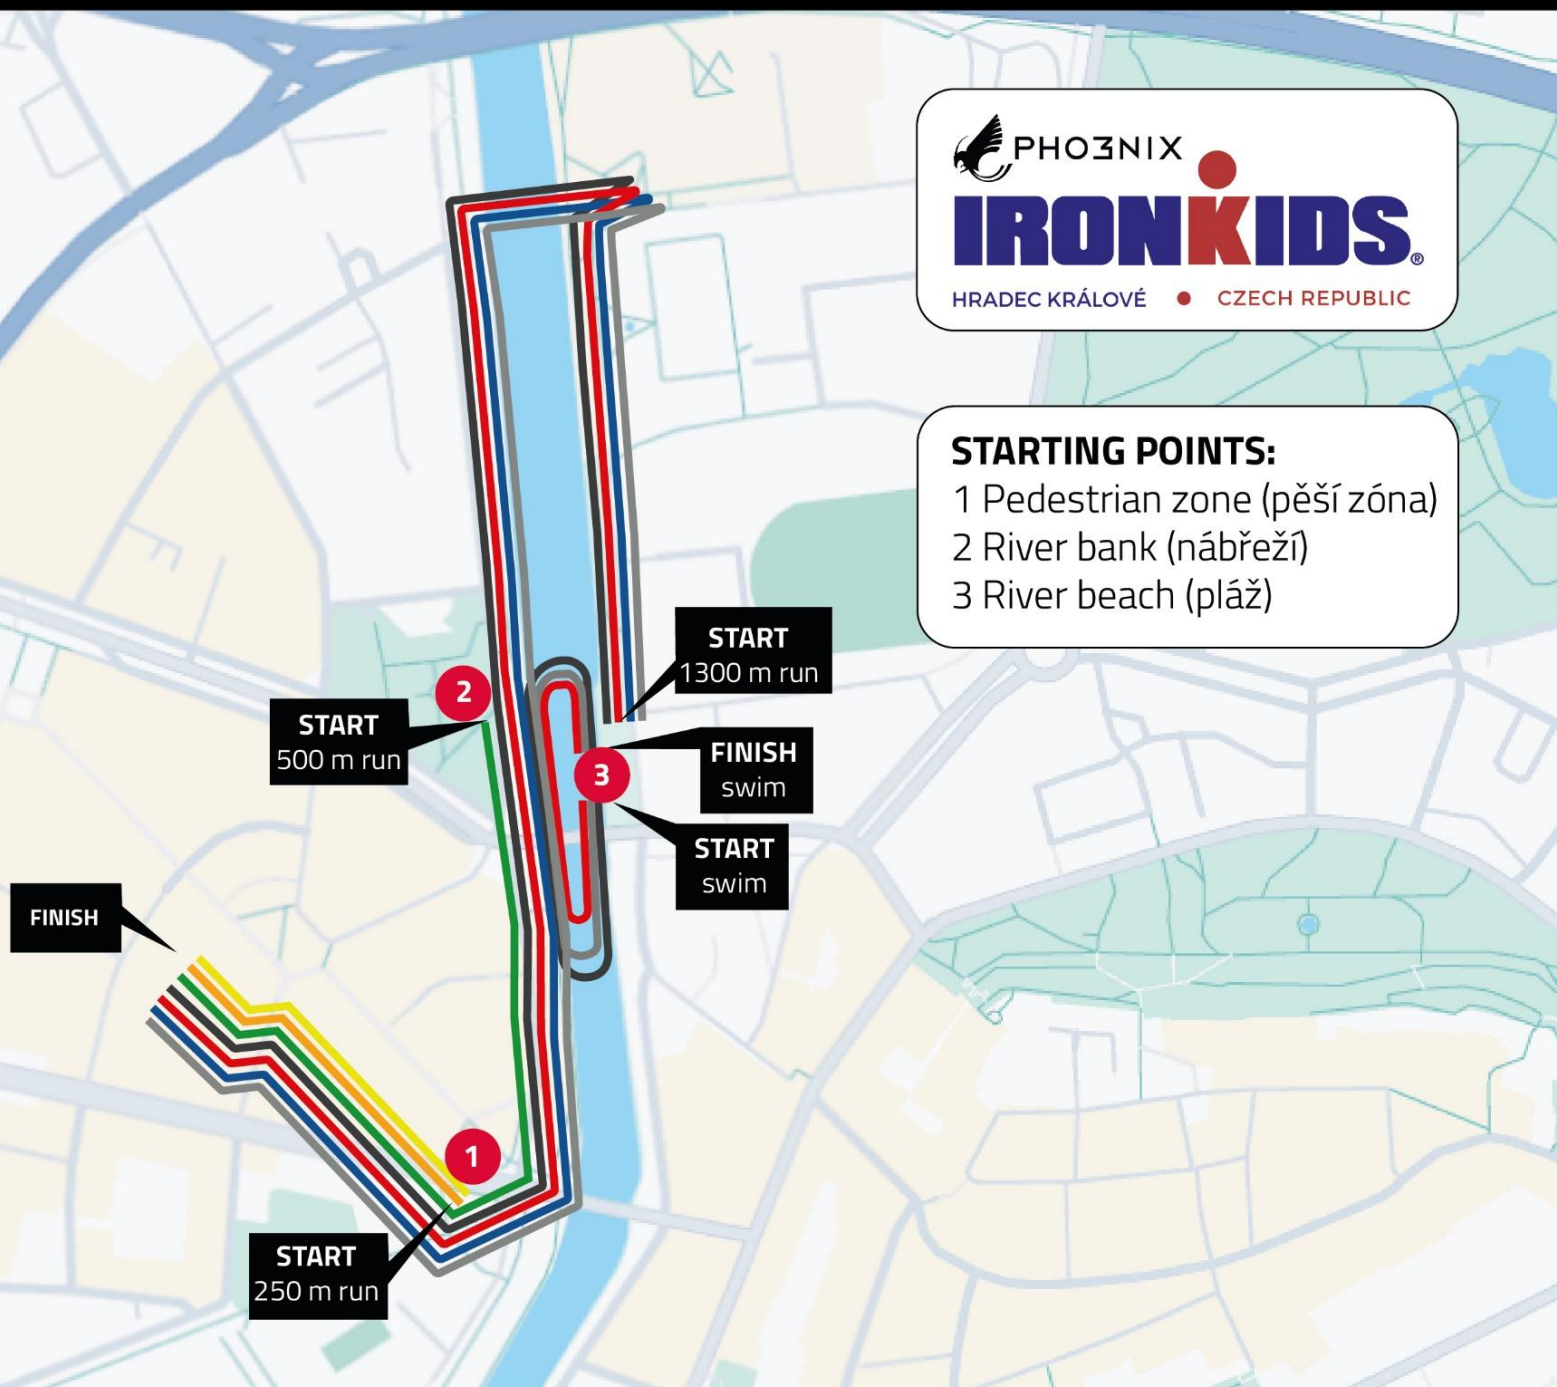 PHO3NIX
IRONKIDS®
HRADEC KRÁLOVÉ • CZECH REPUBLIC
STARTING POINTS:
1 Pedestrian zone (pěší zóna)
2 River bank (nábřeží)
3 River beach (pláž)
START
1300 m run
2
START
500 m run
FINISH
swim
3
START
swim
FINISH
1
START
250 m run